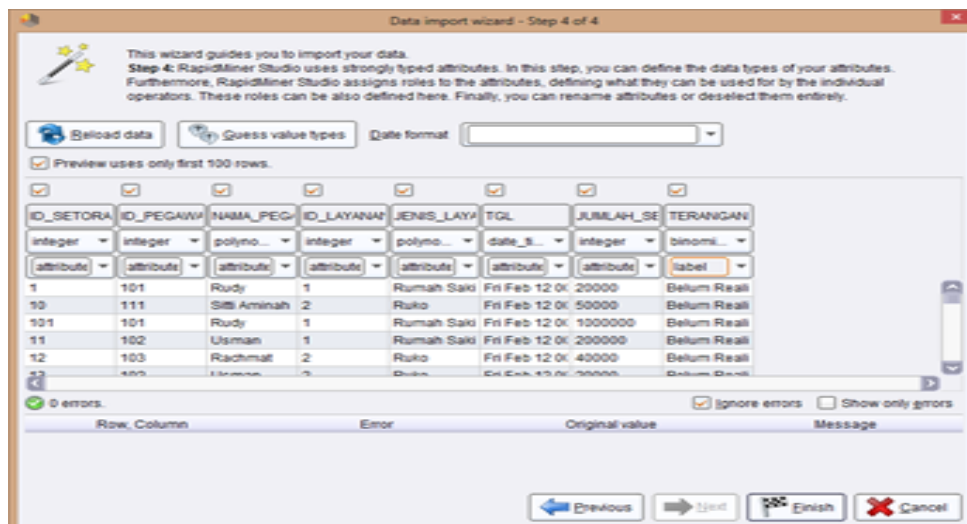 Data import wizard - Step 4 of 4
This wizard guides you to import your data.
Step 4: RapidMiner Studio uses strongly typed attributes. In this step, you can define the data types of your attributes.
Furthermore, RapidMiner Studio assigns roles to the attributes, defining what they can be used for by the individual
operators. These roles can be also defined here. Finally, you can rename attributes or deselect them entirely.
Reload data Guess value types Date format
Preview uses only first 100 rows.
ID_SETORA ID_PEGAWA NAMA_PEG ID_LAYANAN JENIS_LAYA TGL JUMLAH_SE TERANGAN
integer integer polyno... integer polyno... date_ti... integer binomi...
attribute attribute attribute attribute attribute attribute attribute label
1 101 Rudy 1 Rumah Saki Fri Feb 12 00 20000 Belum Reali
10 111 Sitti Aminah 2 Ruko Fri Feb 12 00 50000 Belum Reali
101 101 Rudy 1 Rumah Saki Fri Feb 12 00 1000000 Belum Reali
11 102 Usman 1 Rumah Saki Fri Feb 12 00 200000 Belum Reali
12 103 Rachmat 2 Ruko Fri Feb 12 00 40000 Belum Reali
0 errors. Ignore errors Show only errors
Row, Column Error Original value Message
Previous Next Finish Cancel